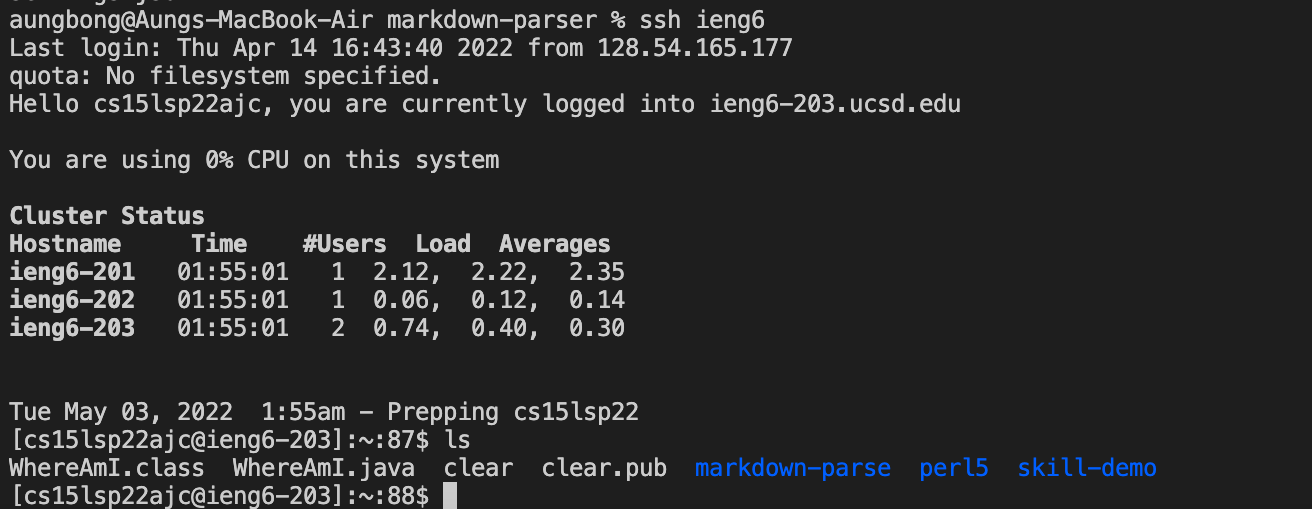 aungbong@Aungs-MacBook-Air markdown-parser % ssh ieng6
Last login: Thu Apr 14 16:43:40 2022 from 128.54.165.177
quota: No filesystem specified.
Hello cs15lsp22ajc, you are currently logged into ieng6-203.ucsd.edu
You are using 0% CPU on this system
Cluster Status
Hostname     Time    #Users  Load  Averages
ieng6-201   01:55:01   1  2.12,  2.22,  2.35
ieng6-202   01:55:01   1  0.06,  0.12,  0.14
ieng6-203   01:55:01   2  0.74,  0.40,  0.30
Tue May 03, 2022  1:55am - Prepping cs15lsp22
[cs15lsp22ajc@ieng6-203]:~:87$ ls
WhereAmI.class  WhereAmI.java  clear  clear.pub  markdown-parse  perl5  skill-demo
[cs15lsp22ajc@ieng6-203]:~:88$